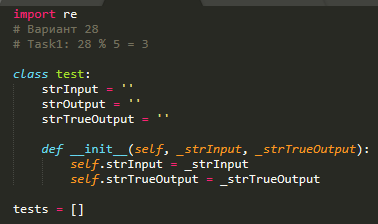 import re
# Вариант 28
# Task1: 28 % 5 = 3
class test:
strInput = ''
strOutput = ''
strTrueOutput = ''
def __init__(self, _strInput, _strTrueOutput):
self.strInput = _strInput
self.strTrueOutput = _strTrueOutput
tests = []